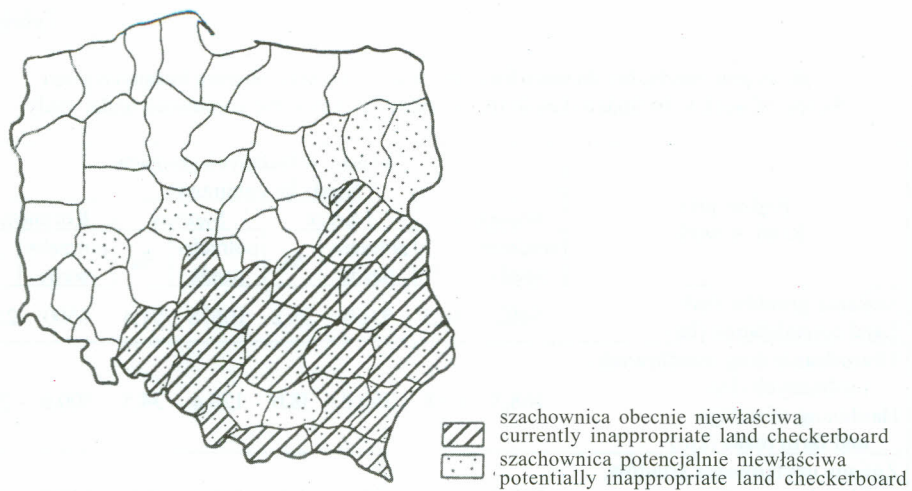 szachownica obecnie niewłaściwa
currently inappropriate land checkerboard
szachownica potencjalnie niewłaściwa
potentially inappropriate land checkerboard